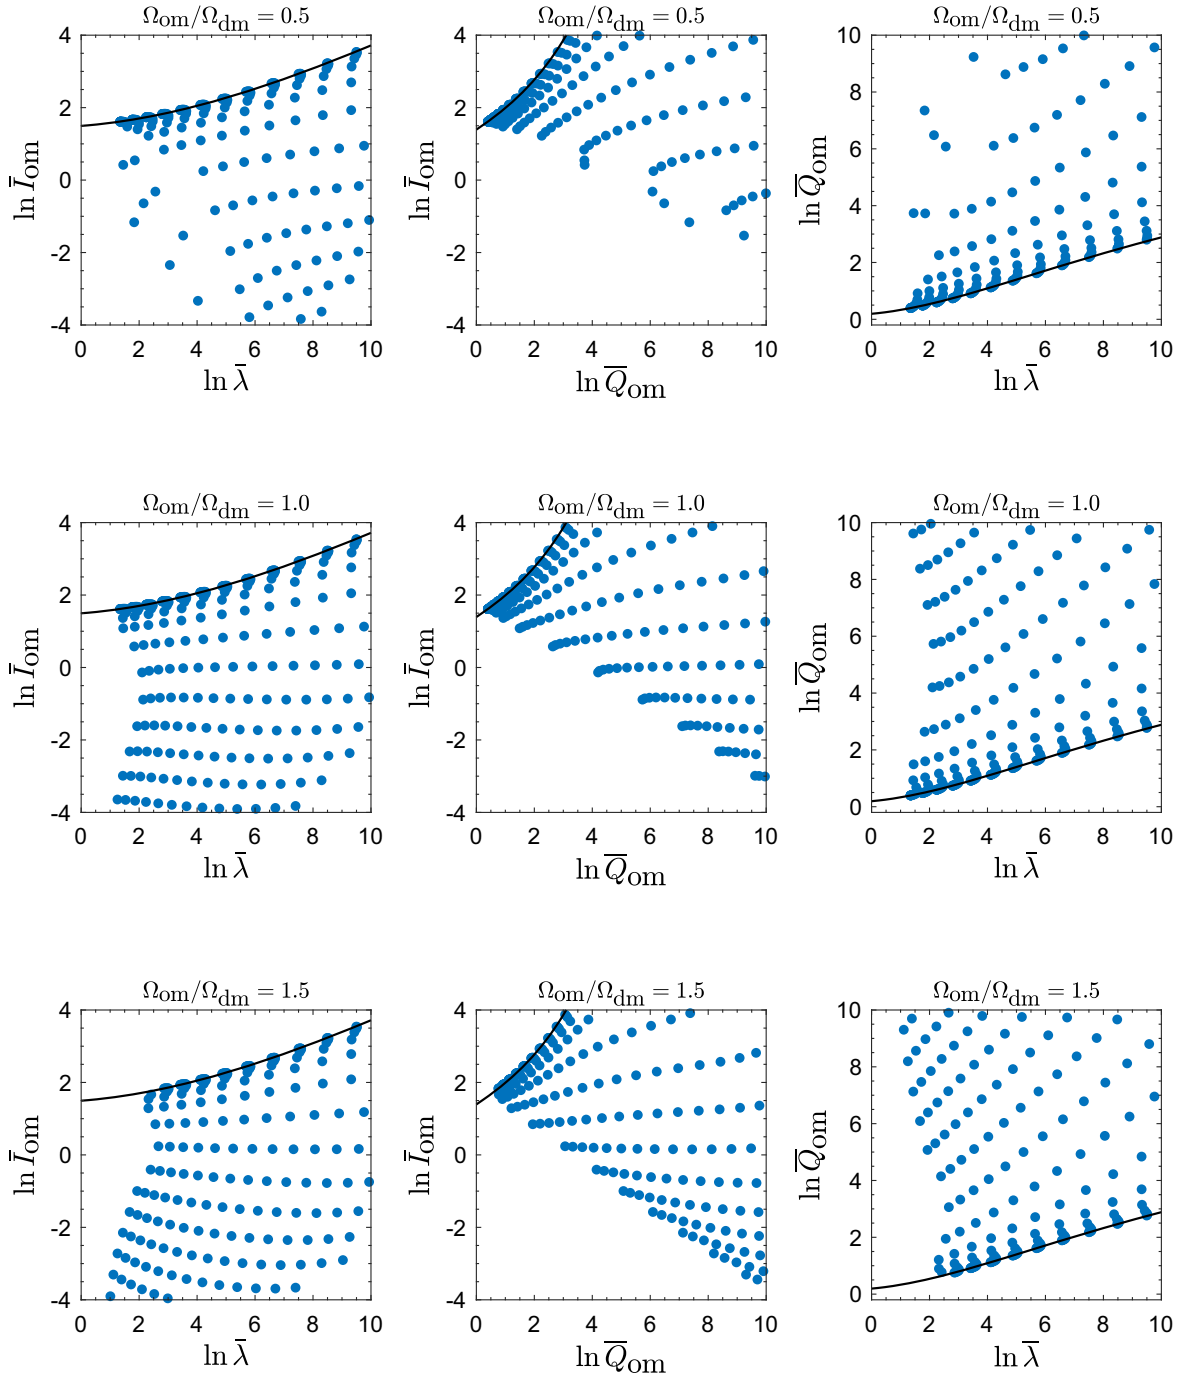 Ωom/Ωdm = 0.5 Ωom/Ωdm = 0.5 Ωom/Ωdm = 0.5
4 4 10
2 2 8
ln Īom 0 ln Īom 0 ln Q̅om 6
4
-2 -2 2
-4 -4 0
0 2 4 6 8 10 0 2 4 6 8 10 0 2 4 6 8 10
ln λ̄ ln Q̅om ln λ̄
Ωom/Ωdm = 1.0 Ωom/Ωdm = 1.0 Ωom/Ωdm = 1.0
4 4 10
2 2 8
ln Īom 0 ln Īom 0 ln Q̅om 6
4
-2 -2 2
-4 -4 0
0 2 4 6 8 10 0 2 4 6 8 10 0 2 4 6 8 10
ln λ̄ ln Q̅om ln λ̄
Ωom/Ωdm = 1.5 Ωom/Ωdm = 1.5 Ωom/Ωdm = 1.5
4 4 10
2 2 8
ln Īom 0 ln Īom 0 ln Q̅om 6
4
-2 -2 2
-4 -4 0
0 2 4 6 8 10 0 2 4 6 8 10 0 2 4 6 8 10
ln λ̄ ln Q̅om ln λ̄